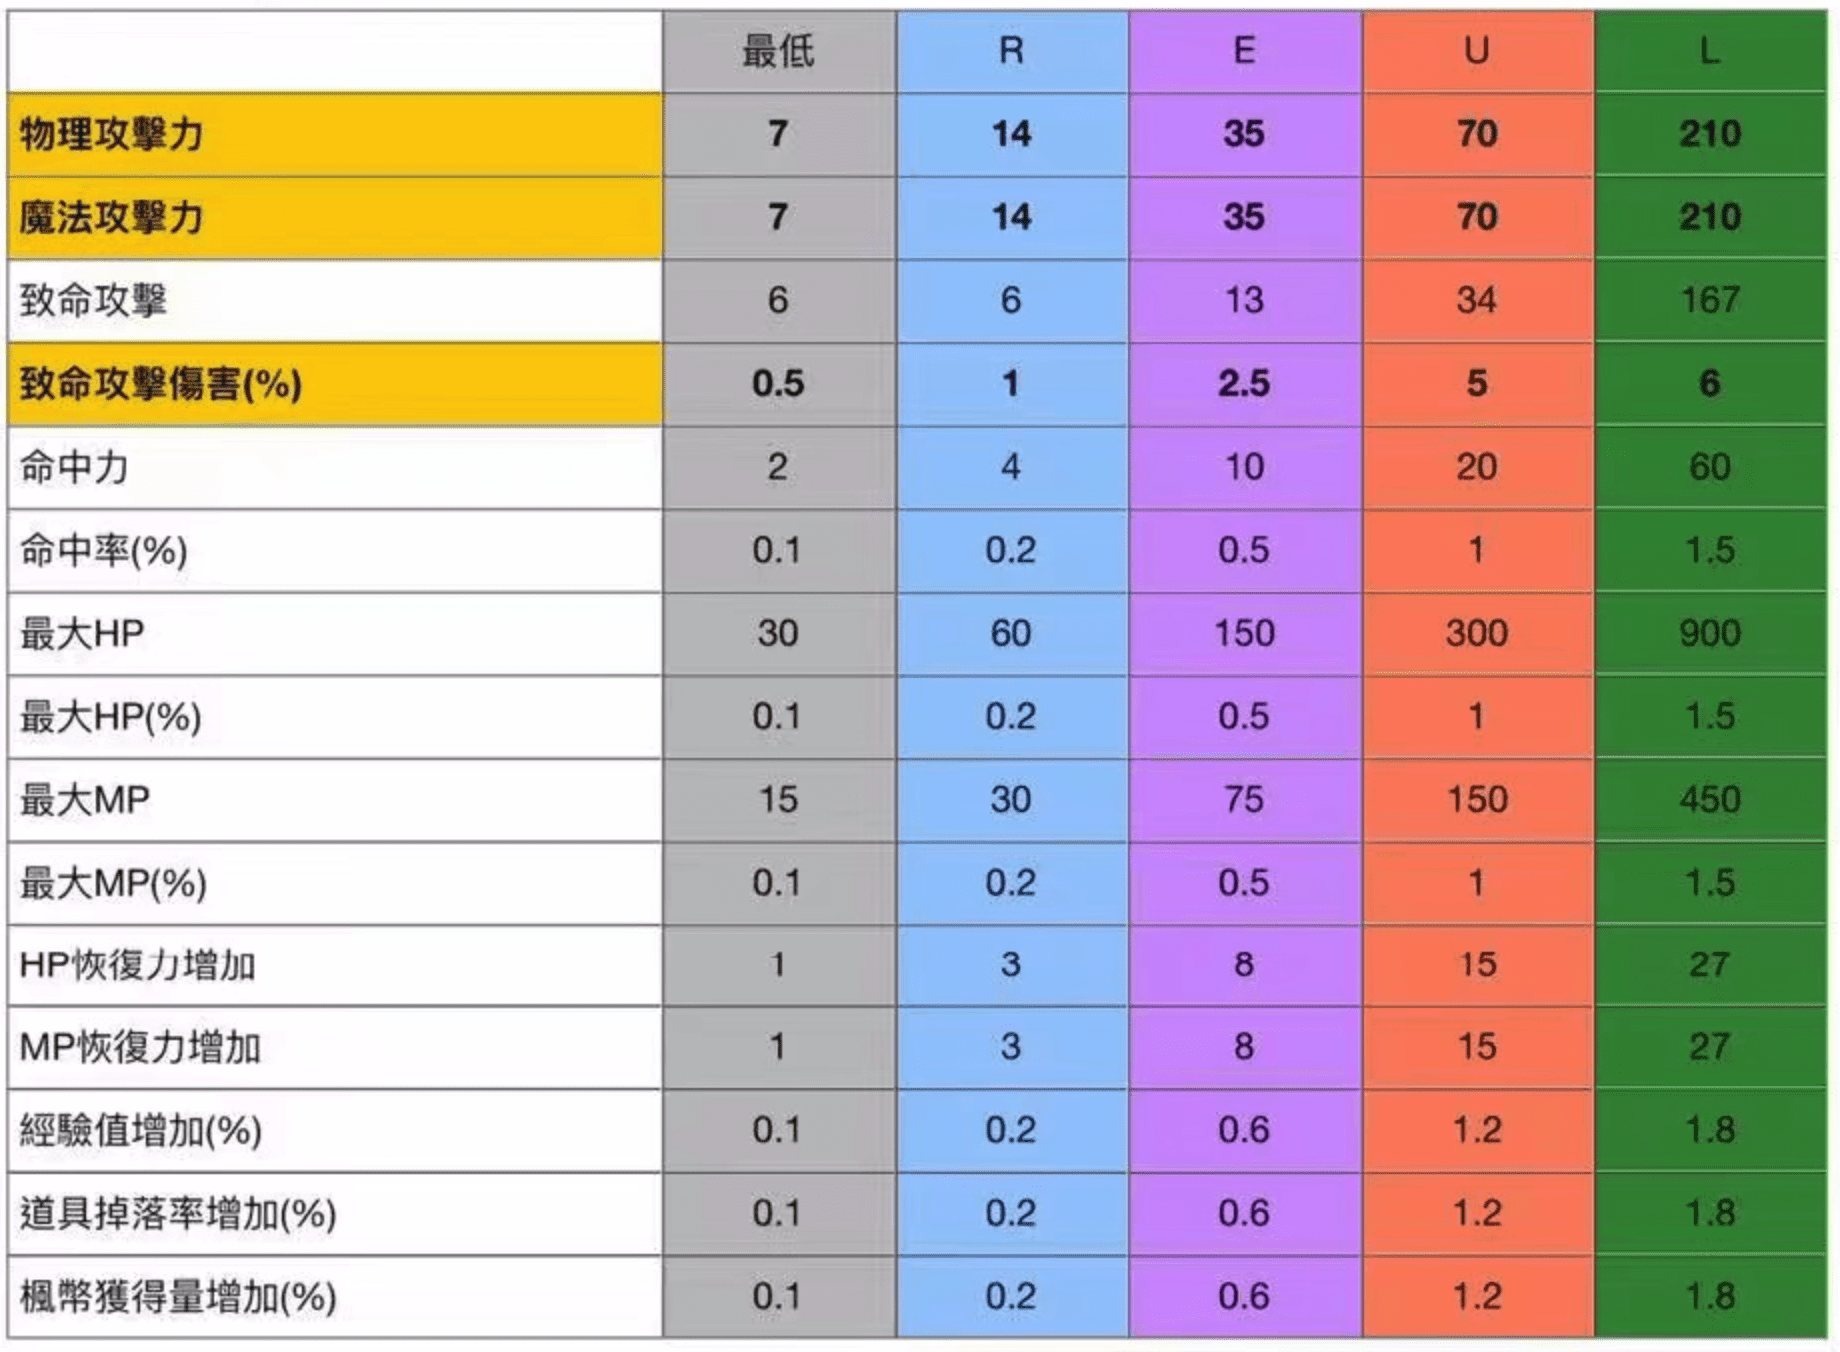 最低 R E U L
物理攻擊力 7 14 35 70 210
魔法攻擊力 7 14 35 70 210
致命攻擊 6 6 13 34 167
致命攻擊傷害(%) 0.5 1 2.5 5 6
命中力 2 4 10 20 60
命中率(%) 0.1 0.2 0.5 1 1.5
最大HP 30 60 150 300 900
最大HP(%) 0.1 0.2 0.5 1 1.5
最大MP 15 30 75 150 450
最大MP(%) 0.1 0.2 0.5 1 1.5
HP恢復力增加 1 3 8 15 27
MP恢復力增加 1 3 8 15 27
經驗值增加(%) 0.1 0.2 0.6 1.2 1.8
道具掉落率增加(%) 0.1 0.2 0.6 1.2 1.8
楓幣獲得量增加(%) 0.1 0.2 0.6 1.2 1.8